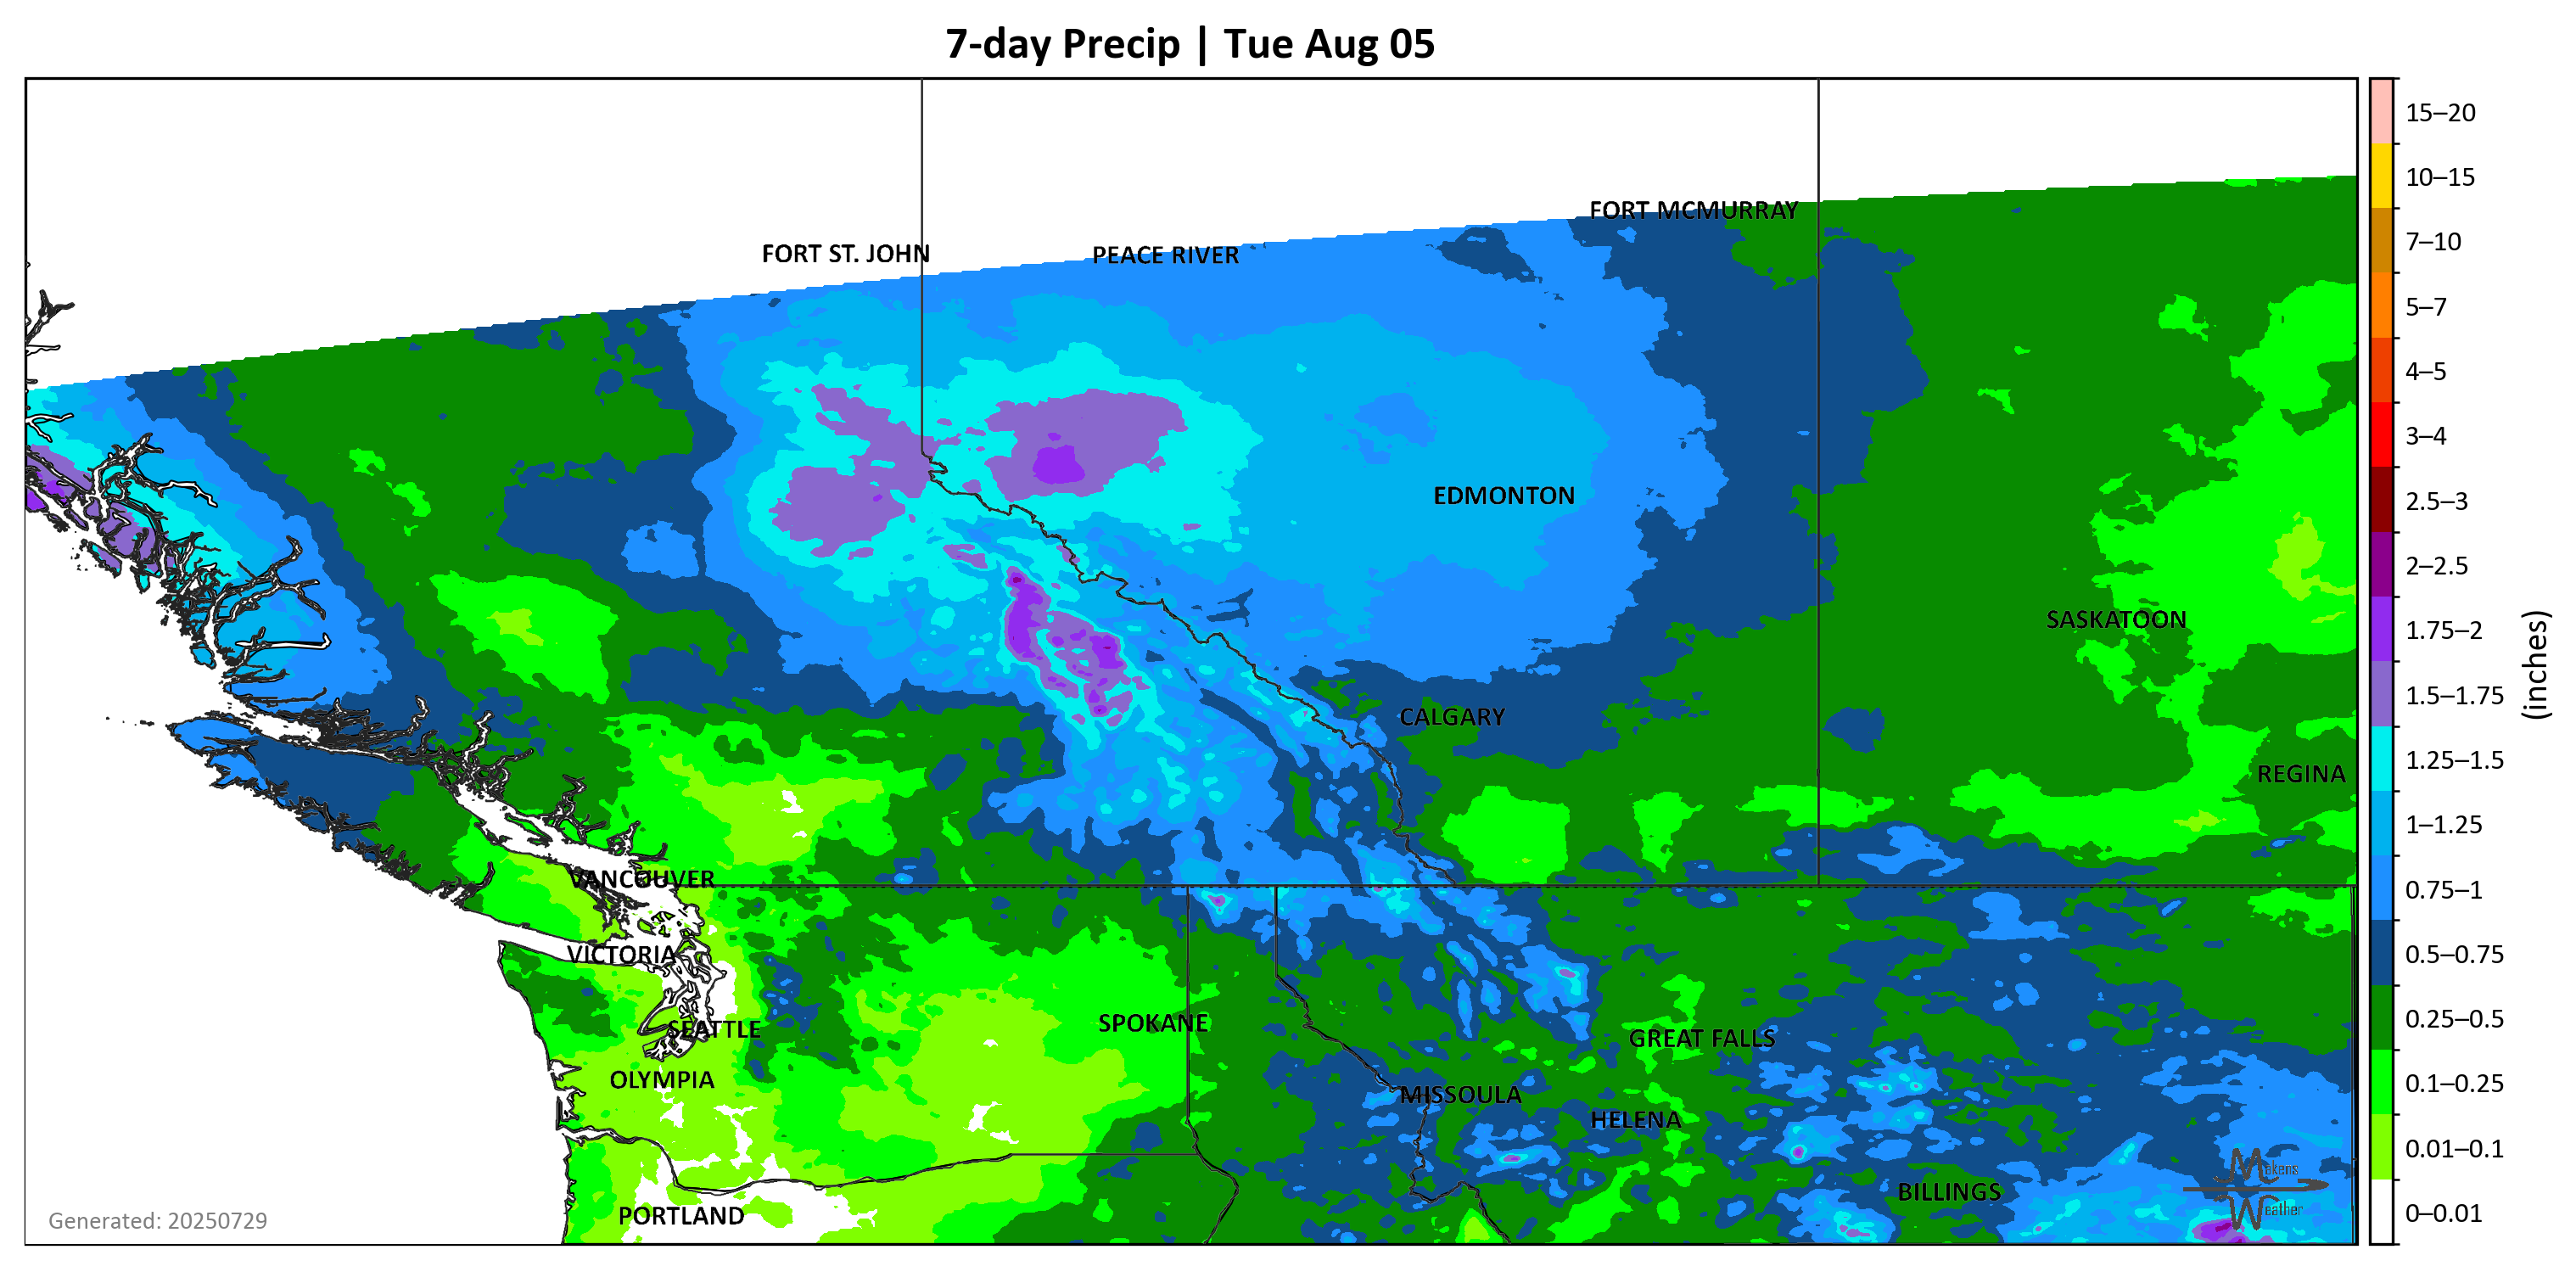 7-day Precip | Tue Aug 05
15–20
10–15
FORT MCMURRAY
FORT ST. JOHN
PEACE RIVER
7–10
5–7
4–5
3–4
EDMONTON
2.5–3
2–2.5
SASKATOON
1.75–2
(inches)
1.5–1.75
CALGARY
1.25–1.5
REGINA
1–1.25
VANCOUVER
0.75–1
VICTORIA
0.5–0.75
SPOKANE
0.25–0.5
SEATTLE
GREAT FALLS
OLYMPIA
0.1–0.25
MISSOULA
HELENA
0.01–0.1
Makens
BILLINGS
Weather
PORTLAND
0–0.01
Generated: 20250729